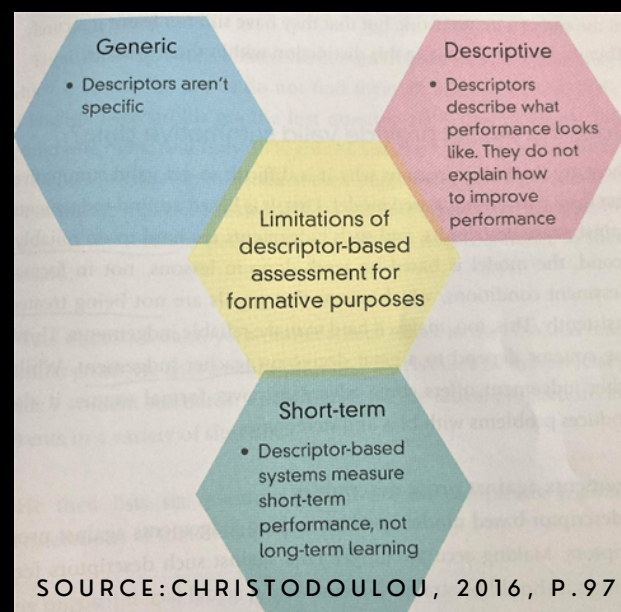 Generic
• Descriptors aren't
specific
Descriptive
• Descriptors
describe what
performance looks
like. They do not
explain how
to improve
performance
Limitations of
descriptor-based
assessment for
formative purposes
Short-term
• Descriptor-based
systems measure
short-term
performance, not
long-term learning
SOURCE:CHRISTODOULOU, 2016, P.97